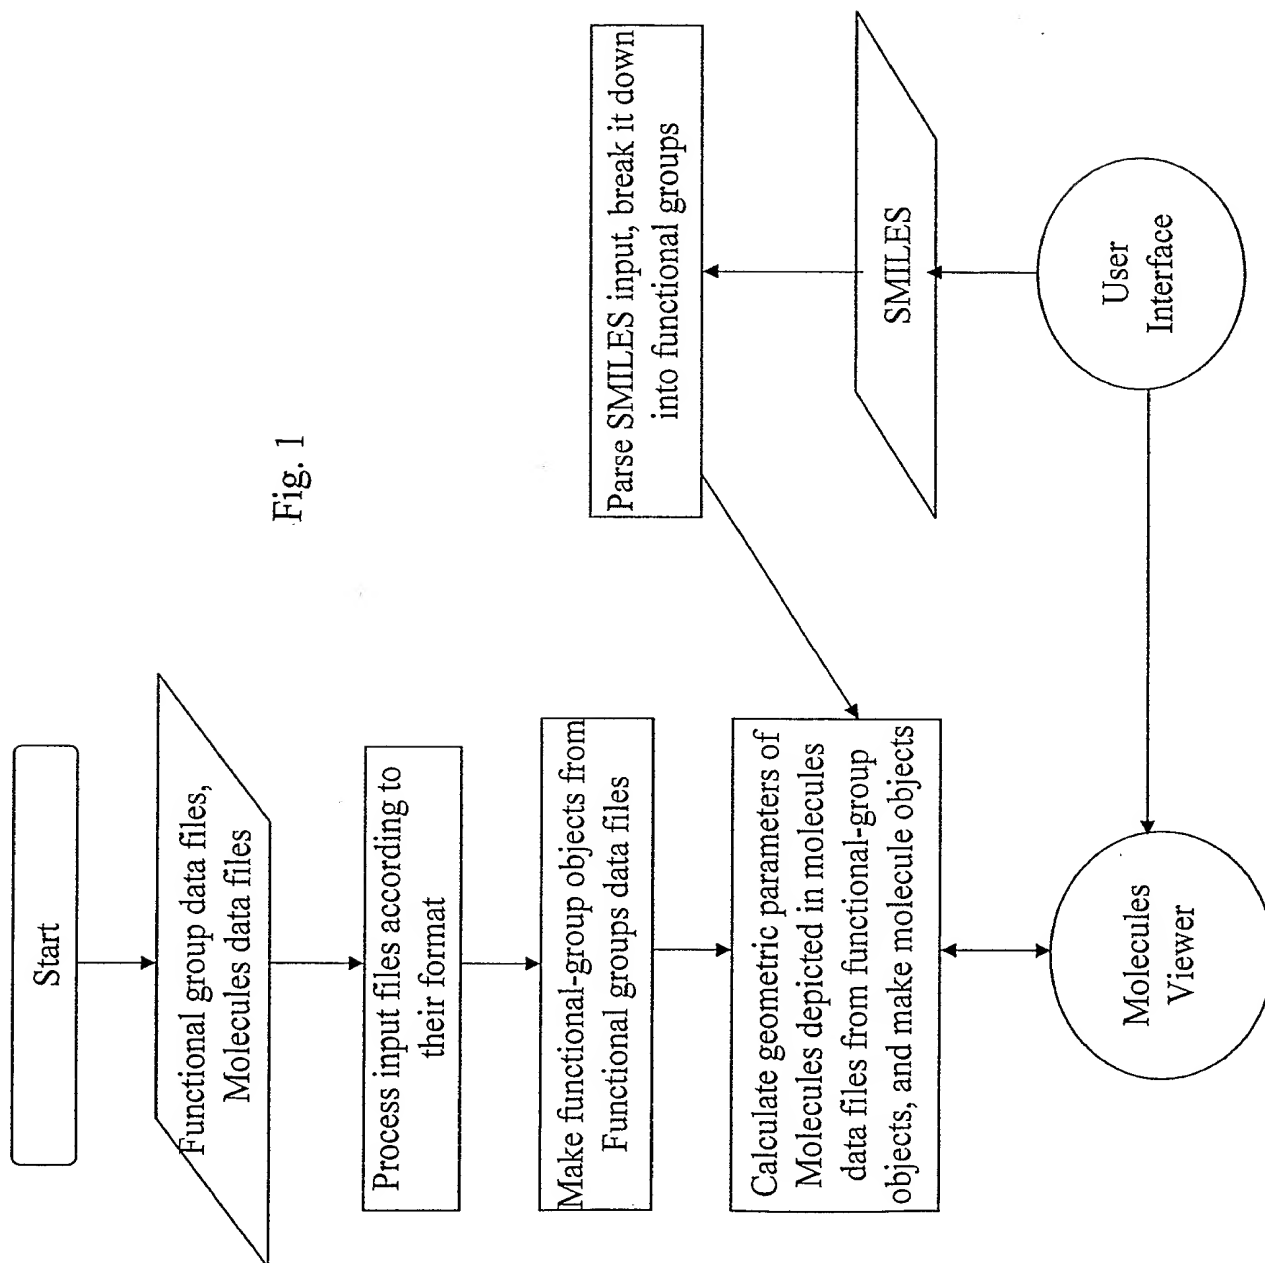 Fig. 1
Start
Functional group data files,
Molecules data files
Process input files according to
their format
Make functional-group objects from
Functional groups data files
Calculate geometric parameters of
Molecules depicted in molecules
data files from functional-group
objects, and make molecule objects
Molecules
Viewer
Parse SMILES input, break it down
into functional groups
SMILES
User
Interface